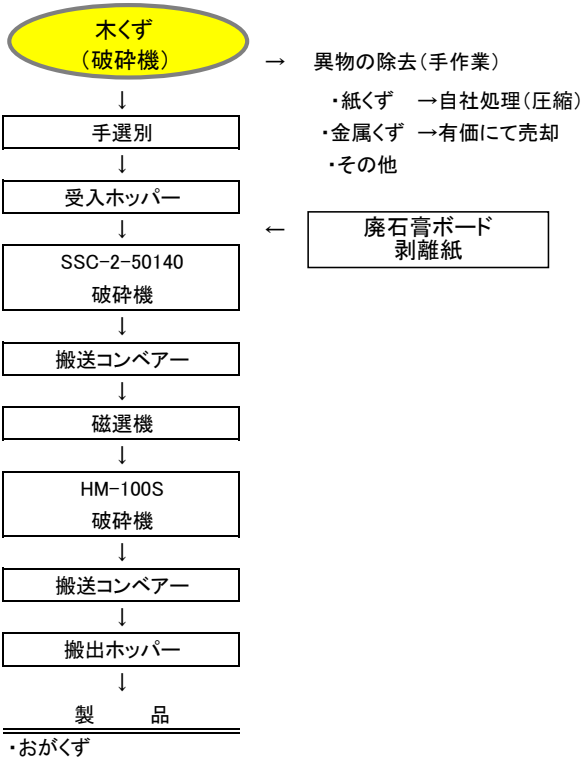 木くず
(破砕機)
→ 異物の除去(手作業)
↓
・紙くず →自社処理(圧縮)
手選別
・金属くず →有価にて売却
↓
・その他
受入ホッパー
↓
←
廃石膏ボード
剥離紙
SSC-2-50140
破砕機
↓
搬送コンベアー
↓
磁選機
↓
HM-100S
破砕機
↓
搬送コンベアー
↓
搬出ホッパー
↓
製 品
・おがくず